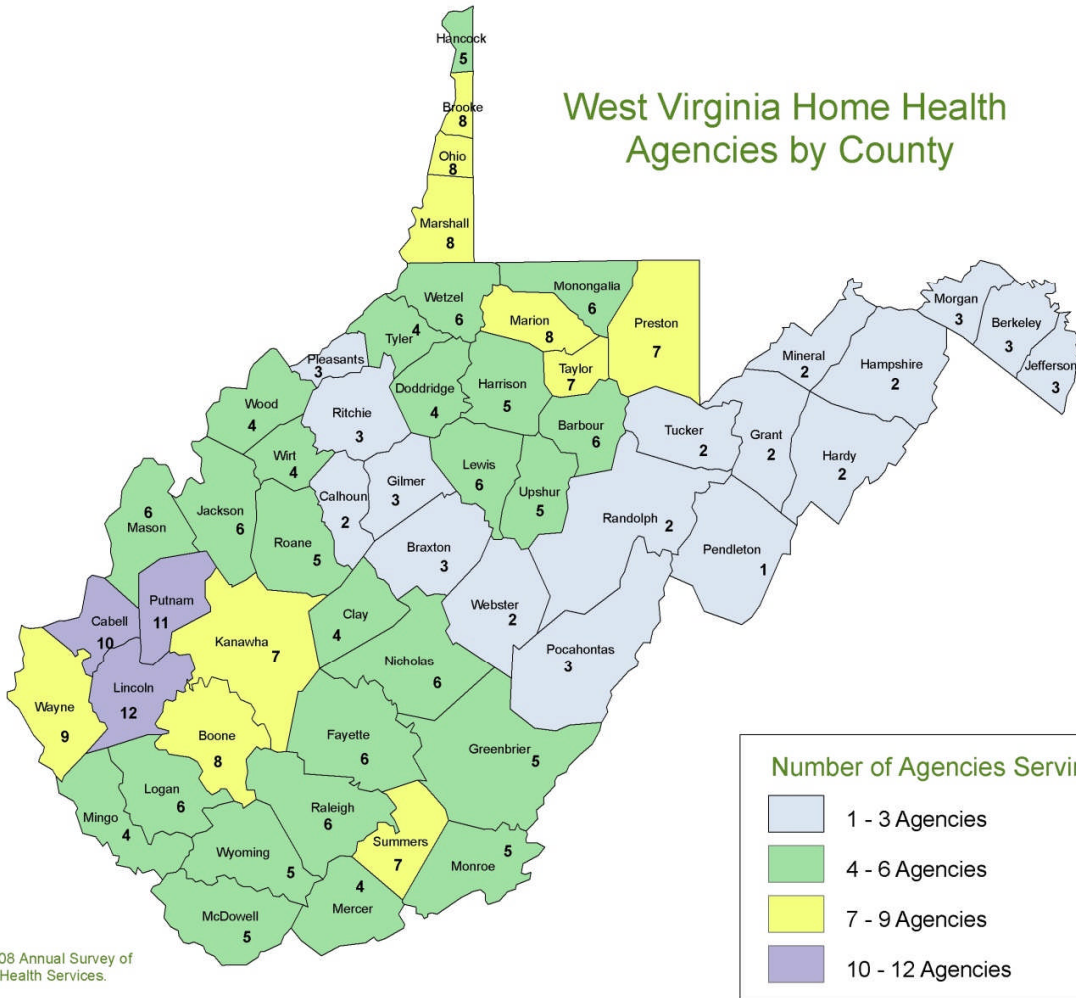 Hancock
5
West Virginia Home Health
Agencies by County
Brooke
8
Ohio
8
Marshall
8
Wetzel
6
Monongalia
6
Marion
8
Preston
7
Tyler 4
Taylor
7
Pleasants
3
Doddridge
4
Harrison
5
Ritchie
3
Wood
4
Barbour
6
Wirt
4
Lewis
6
Gilmer
3
Calhoun
2
Upshur
5
Morgan
3
Berkeley
3
Jefferson
3
Mineral
2
Hampshire
2
Tucker
2
Grant
2
Hardy
2
Randolph 2
Pendleton
1
6
Mason
Jackson
6
Roane
5
Braxton
3
Webster
2
Pocahontas
3
Putnam
11
Cabell
10
Kanawha
7
Clay
4
Nicholas
6
Lincoln
12
Wayne
9
Boone
8
Fayette
6
Greenbrier
5
Logan
6
Mingo
4
Raleigh
6
Summers
7
Wyoming
5
Monroe
5
4
Mercer
McDowell
5
Number of Agencies Servin
1 - 3 Agencies
4 - 6 Agencies
7 - 9 Agencies
10 - 12 Agencies
08 Annual Survey of
Health Services.